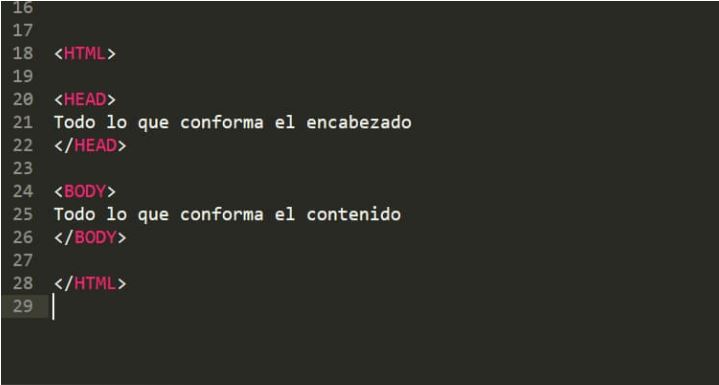 16
17
18 <HTML>
19
20 <HEAD>
21 Todo lo que conforma el encabezado
22 </HEAD>
23
24 <BODY>
25 Todo lo que conforma el contenido
26 </BODY>
27
28 </HTML>
29